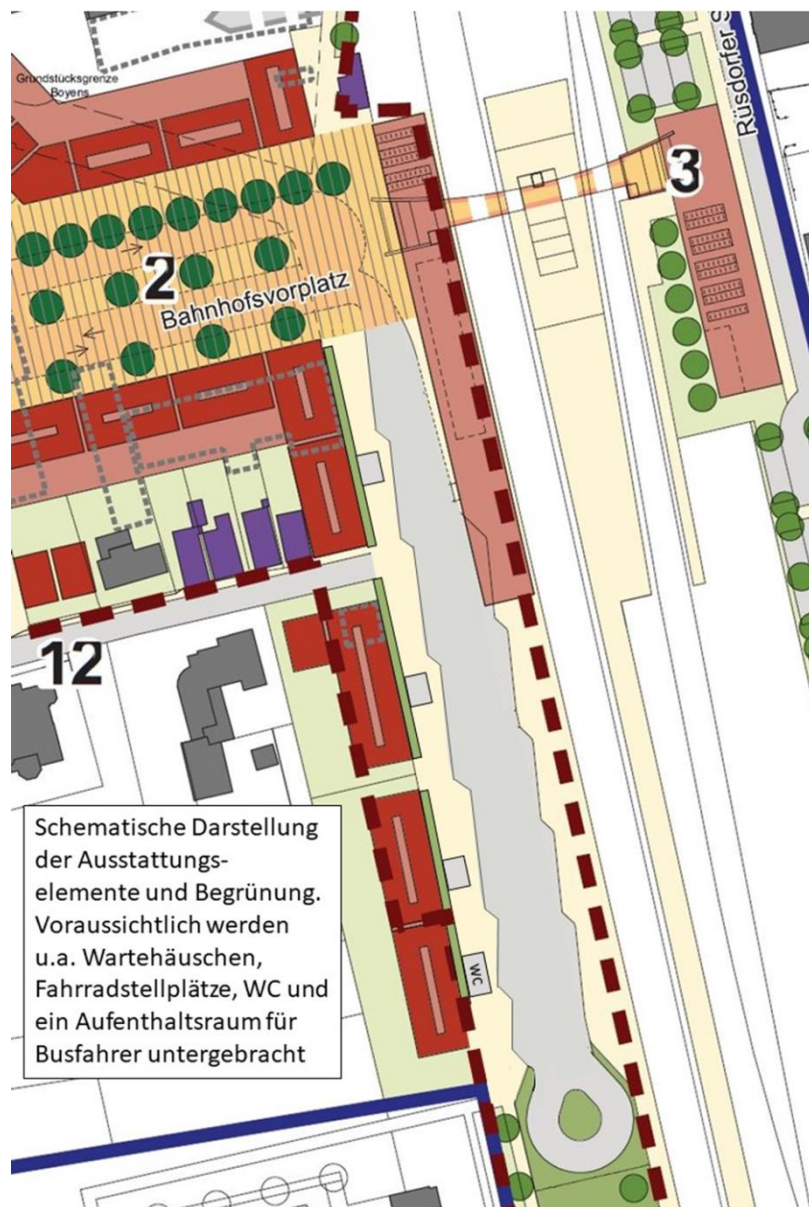 Grundstücksgrenze
Boyens
Rüsdorfer S
3
2
Bahnhofsvorplatz
12
Schematische Darstellung
der Ausstattungs-
elemente und Begrünung.
Voraussichtlich werden
u.a. Wartehäuschen,
Fahrradstellplätze, WC und
ein Aufenthaltsraum für
Busfahrer untergebracht
WC